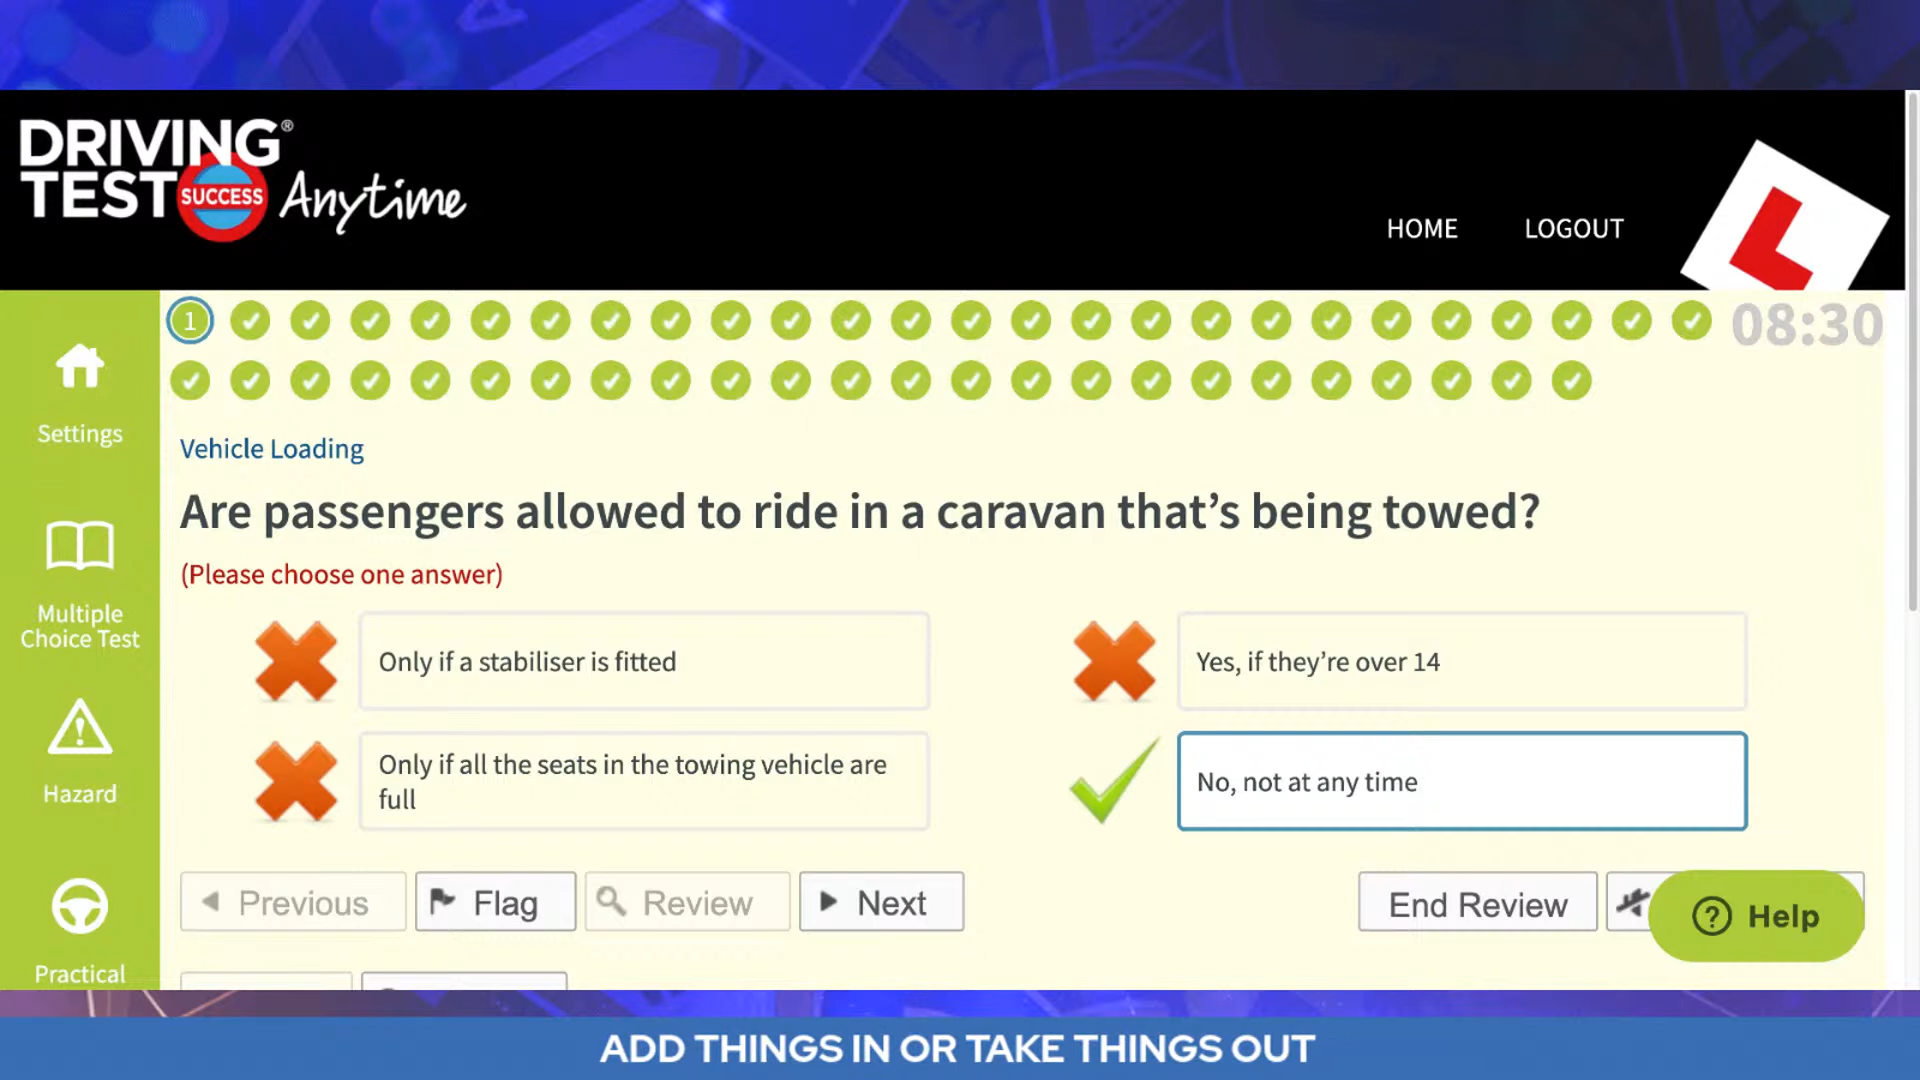 DRIVING®
TEST SUCCESS Anytime
HOME LOGOUT
L
1
08:30
Settings
Vehicle Loading
Are passengers allowed to ride in a caravan that’s being towed?
(Please choose one answer)
Multiple
Choice Test
Only if a stabiliser is fitted
Yes, if they’re over 14
Only if all the seats in the towing vehicle are
full
No, not at any time
Hazard
Previous Flag Review Next End Review Help
Practical
ADD THINGS IN OR TAKE THINGS OUT